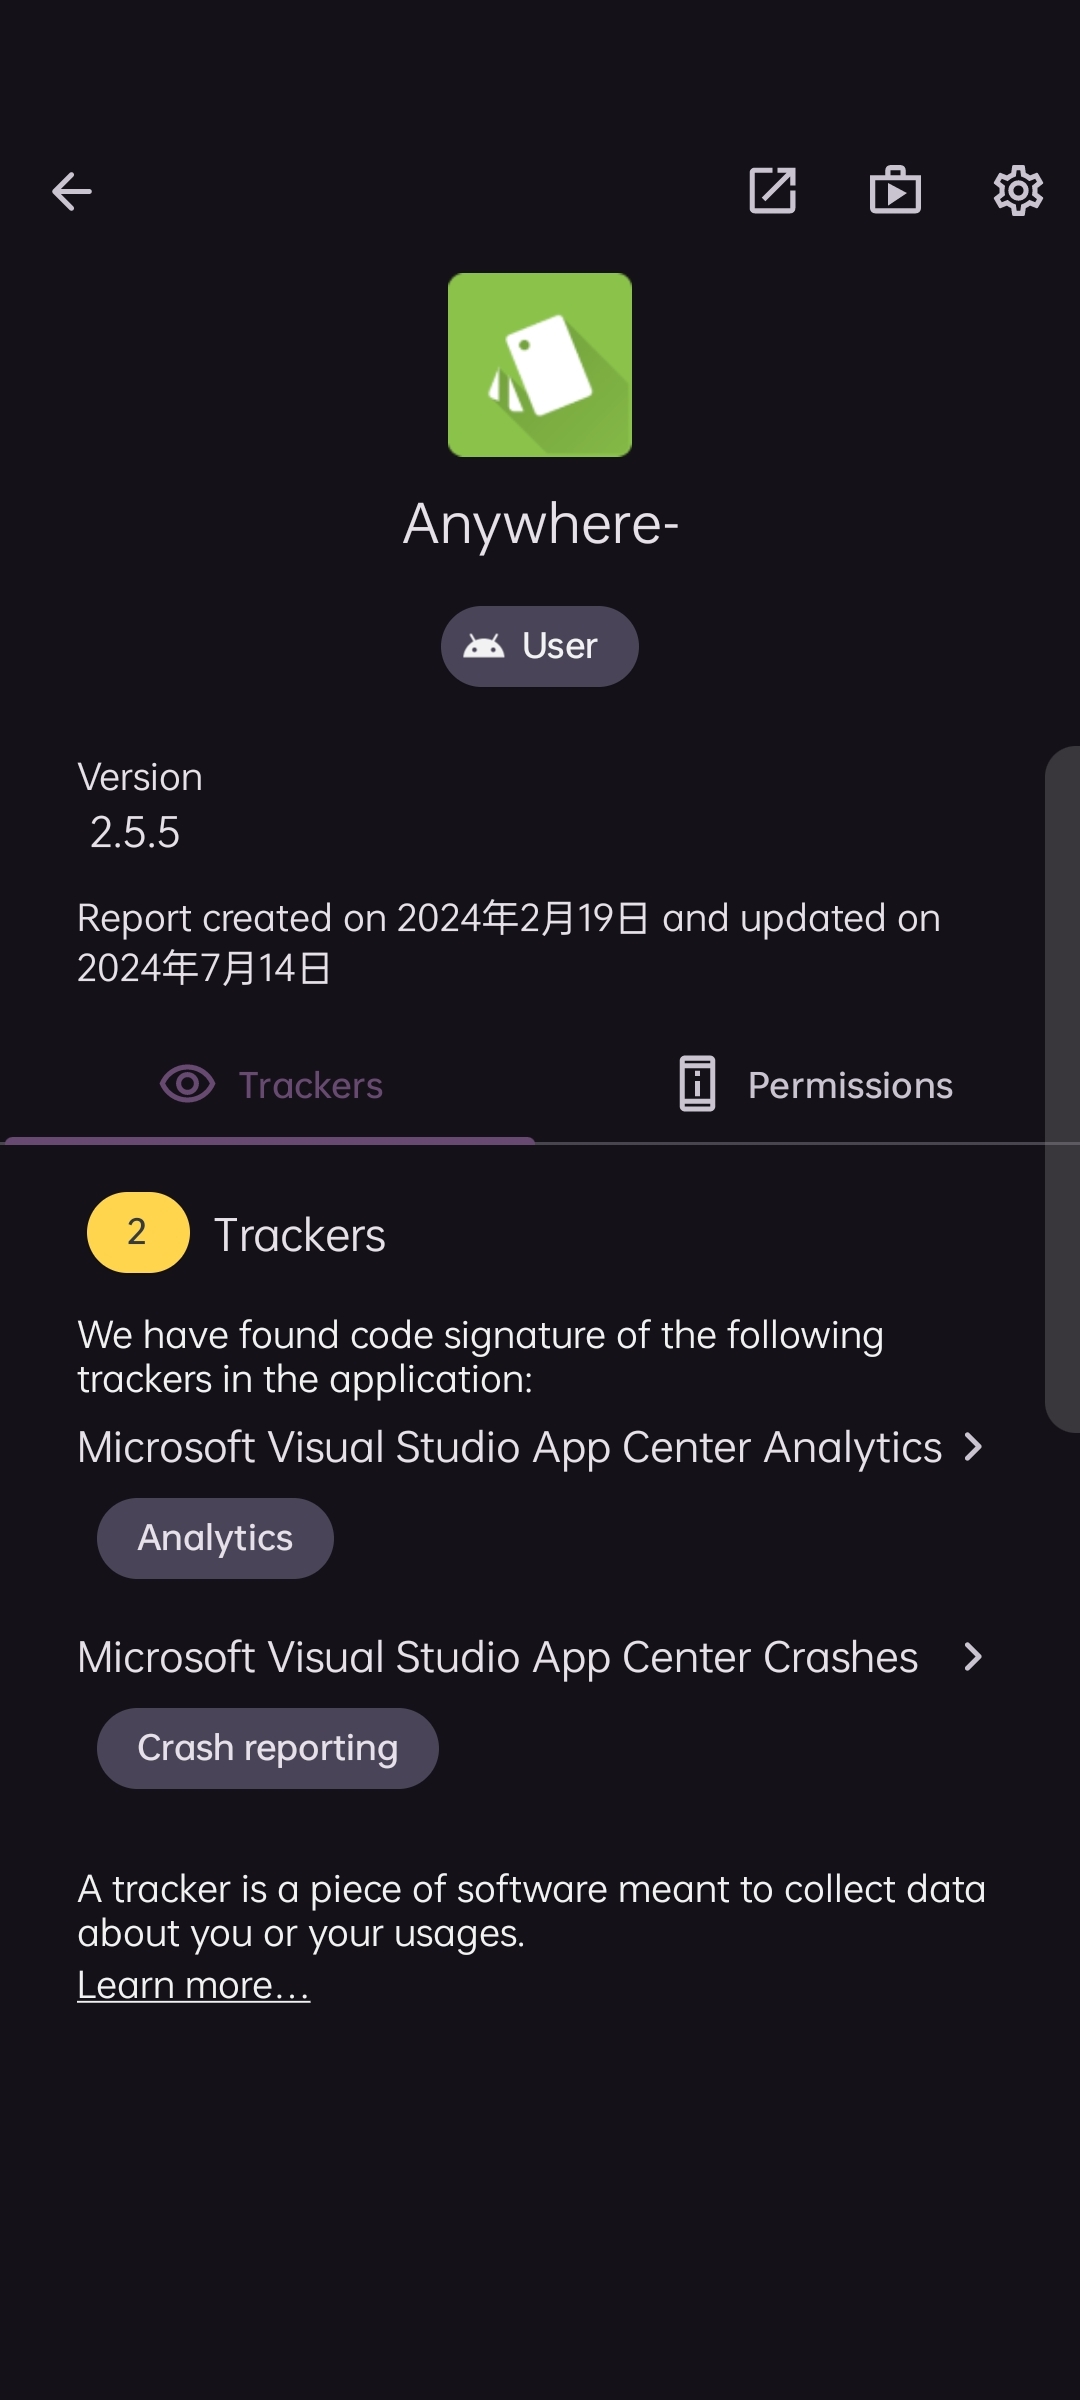 Anywhere-
User
Version
2.5.5
Report created on 2024年2月19日 and updated on
2024年7月14日
Trackers
Permissions
2 Trackers
We have found code signature of the following
trackers in the application:
Microsoft Visual Studio App Center Analytics
Analytics
Microsoft Visual Studio App Center Crashes
Crash reporting
A tracker is a piece of software meant to collect data
about you or your usages.
Learn more...